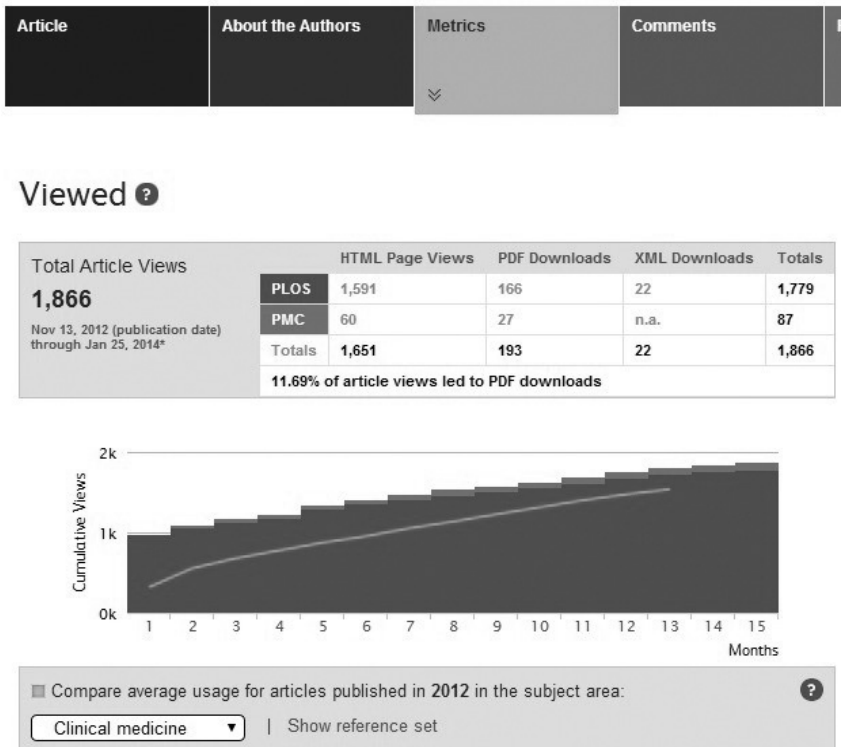 Article About the Authors Metrics Comments
Viewed ?
Total Article Views
1,866
Nov 13, 2012 (publication date)
through Jan 25, 2014*
HTML Page Views PDF Downloads XML Downloads Totals
PLOS 1,591 166 22 1,779
PMC 60 27 n.a. 87
Totals 1,651 193 22 1,866
11.69% of article views led to PDF downloads
2k
1k
0k
Cumulative Views
1 2 3 4 5 6 7 8 9 10 11 12 13 14 15
Months
Compare average usage for articles published in 2012 in the subject area: ?
Clinical medicine ▼ | Show reference set